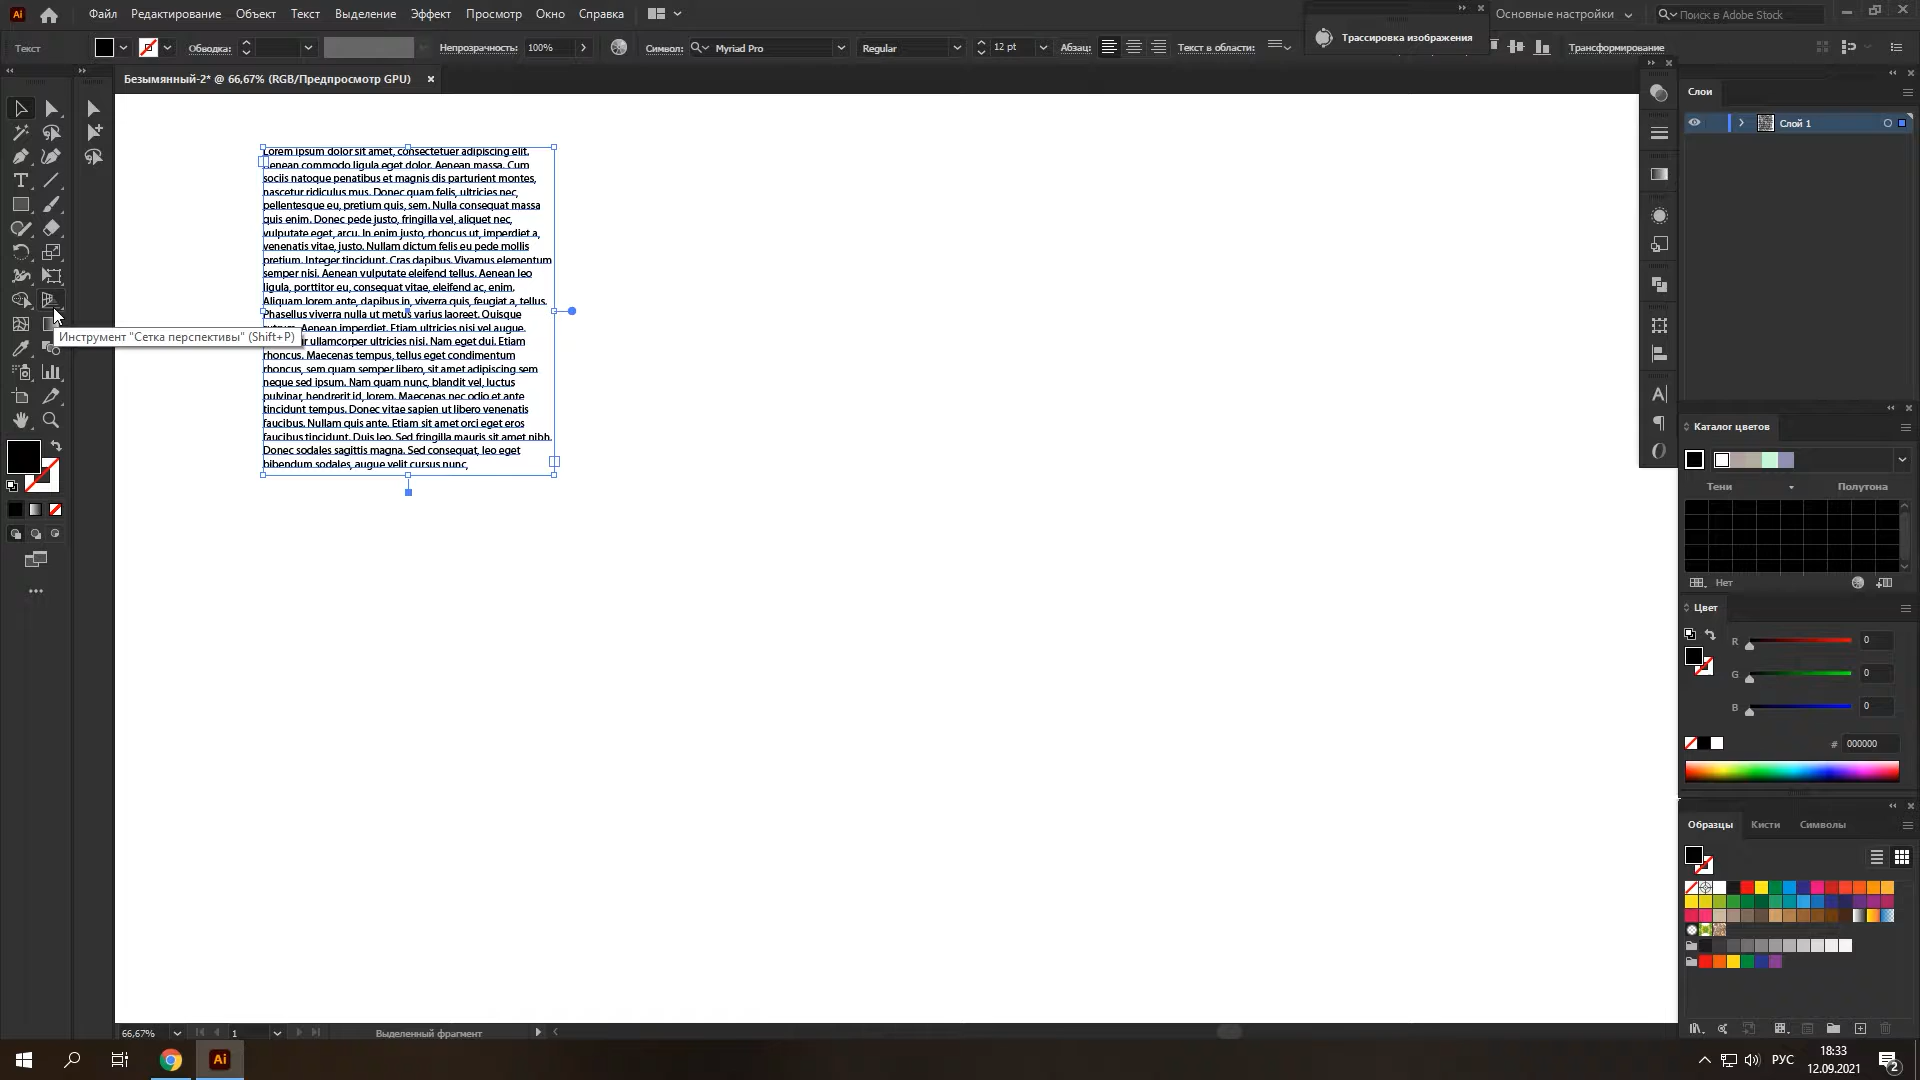 Ai Файл Редактирование Объект Текст Выделение Эффект Просмотр Окно Справка Основные настройки Поиск в Adobe Stock
Трассировка изображения
Текст Обводка: Непрозрачность: 100% Символ: Myriad Pro Regular 12 pt Абзац: Текст в области: Трансформирование
Безымянный-2* @ 66,67% (RGB/Предпросмотр GPU)
Слои
Слой 1
Lorem ipsum dolor sit amet, consectetuer adipiscing elit.
Aenean commodo ligula eget dolor. Aenean massa. Cum
sociis natoque penatibus et magnis dis parturient montes,
nascetur ridiculus mus. Donec quam felis, ultricies nec,
pellentesque eu, pretium quis, sem. Nulla consequat massa
quis enim. Donec pede justo, fringilla vel, aliquet nec,
vulputate eget, arcu. In enim justo, rhoncus ut, imperdiet a,
venenatis vitae, justo. Nullam dictum felis eu pede mollis
pretium. Integer tincidunt. Cras dapibus. Vivamus elementum
semper nisi. Aenean vulputate eleifend tellus. Aenean leo
ligula, porttitor eu, consequat vitae, eleifend ac, enim.
Aliquam lorem ante, dapibus in, viverra quis, feugiat a, tellus.
Phasellus viverra nulla ut metus varius laoreet. Quisque
Aenean imperdiet. Etiam ultricies nisi vel augue.
Инструмент "Сетка перспективы" (Shift+P)
ur ullamcorper ultricies nisi. Nam eget dui. Etiam
rhoncus. Maecenas tempus, tellus eget condimentum
rhoncus, sem quam semper libero, sit amet adipiscing sem
neque sed ipsum. Nam quam nunc, blandit vel, luctus
pulvinar, hendrerit id, lorem. Maecenas nec odio et ante
tincidunt tempus. Donec vitae sapien ut libero venenatis
faucibus. Nullam quis ante. Etiam sit amet orci eget eros
faucibus tincidunt. Duis leo. Sed fringilla mauris sit amet nibh.
Donec sodales sagittis magna. Sed consequat, leo eget
bibendum sodales, augue velit cursus nunc,
Каталог цветов
Тени Полутона
Нет
Цвет
R 0
G 0
B 0
# 000000
Образцы Кисти Символы
66,67% 1 Выделенный фрагмент
Ai РУС 18:33
12.09.2021 2